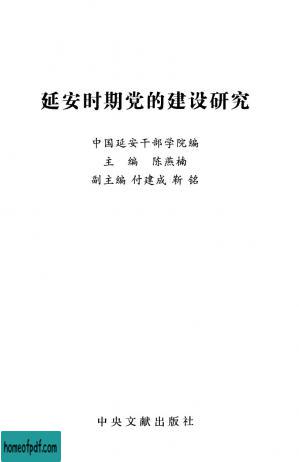 延安时期党的建设研究
中国延安干部学院编
主 编 陈燕楠
副主编 付建成 靳 铭
中央文献出版社
homeofpdf.com